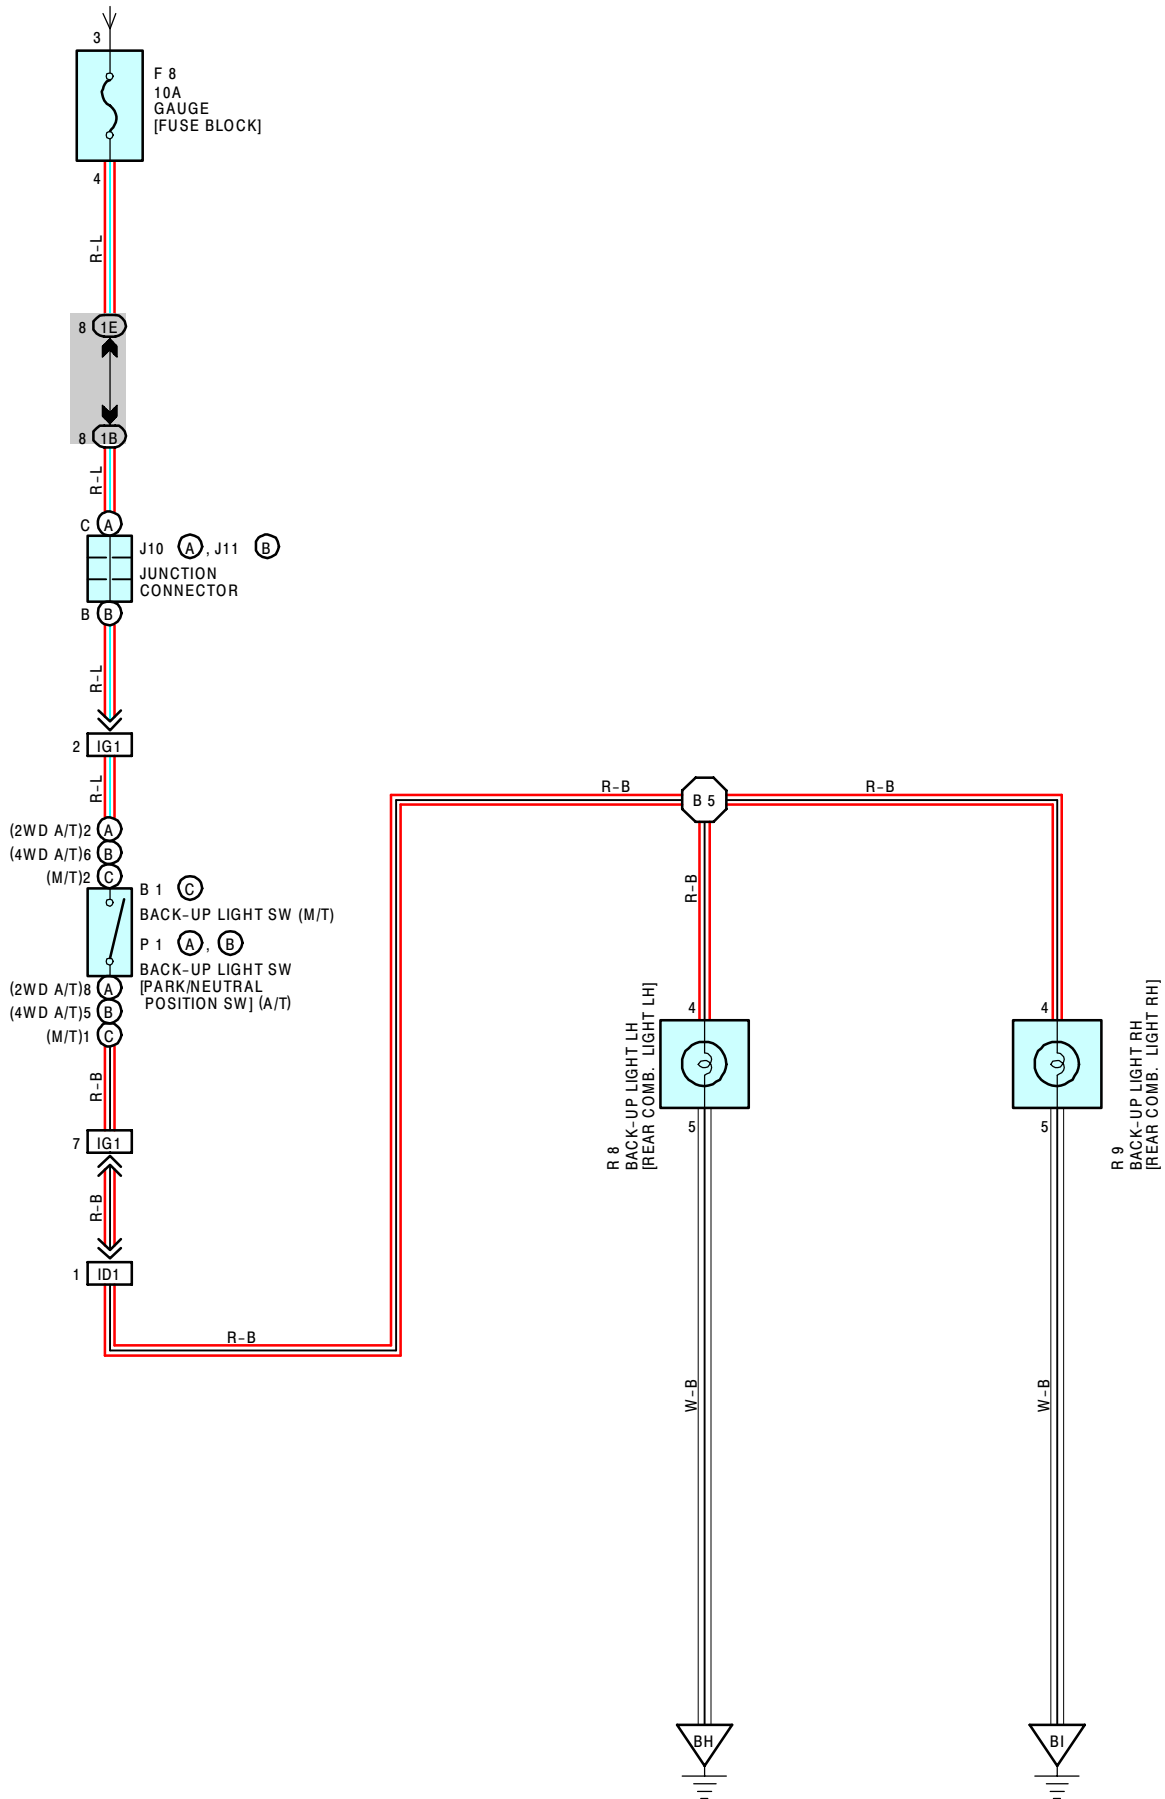 3
F 8
10A
GAUGE
[FUSE BLOCK]
4
R-L
8 1E
8 1B
R-L
C A
J10 A , J11 B
JUNCTION
CONNECTOR
B B
R-L
2 IG1
R-L
(2WD A/T)2 A
(4WD A/T)6 B
(M/T)2 C
B 1 C
BACK-UP LIGHT SW (M/T)
P 1 A , B
BACK-UP LIGHT SW
[PARK/NEUTRAL
POSITION SW] (A/T)
(2WD A/T)8 A
(4WD A/T)5 B
(M/T)1 C
R-B
7 IG1
R-B
1 ID1
R-B
R-B
B 5
R-B
R-B
4
R 8
BACK-UP LIGHT LH
[REAR COMB. LIGHT LH]
5
W-B
BH
4
R 9
BACK-UP LIGHT RH
[REAR COMB. LIGHT RH]
5
W-B
BI